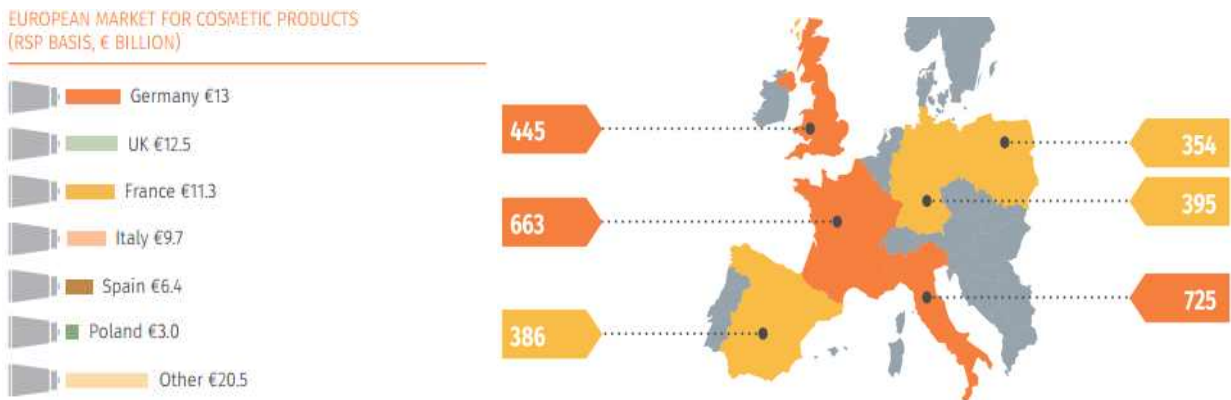 EUROPEAN MARKET FOR COSMETIC PRODUCTS
(RSP BASIS, € BILLION)
Germany €13
UK €12.5
France €11.3
Italy €9.7
Spain €6.4
Poland €3.0
Other €20.5
445
663
386
354
395
725